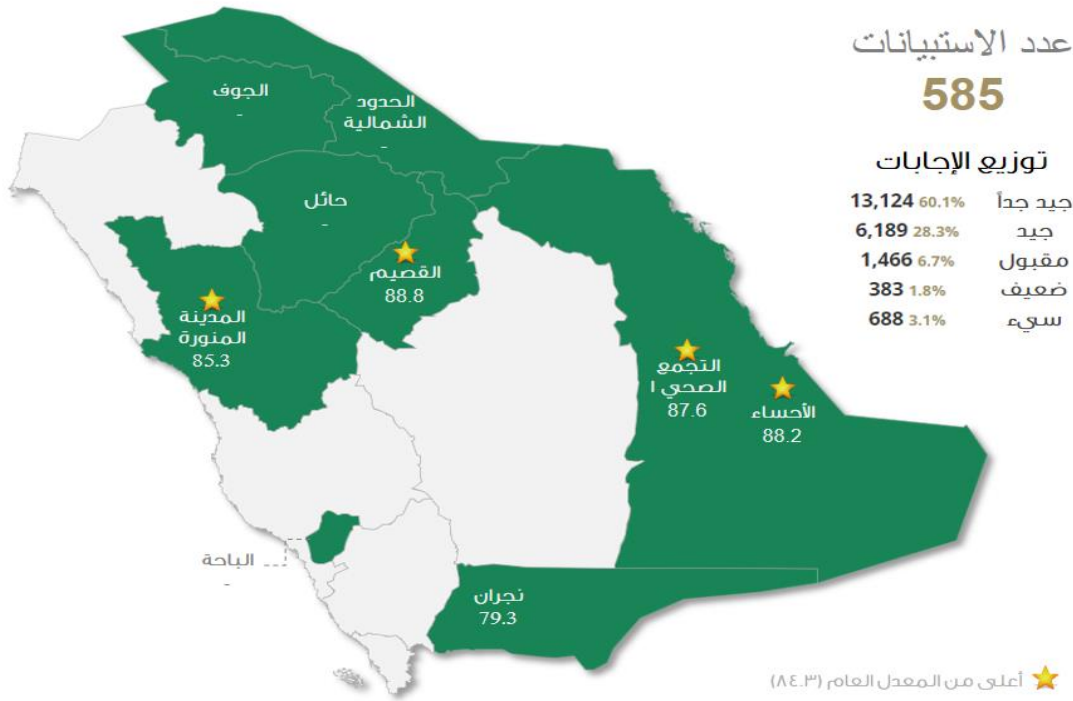 عدد الاستبيانات
585
توزيع الإجابات
جيد جداً 60.1% 13,124
جيد 28.3% 6,189
مقبول 6.7% 1,466
ضعيف 1.8% 383
سيء 3.1% 688
الجوف
-
الحدود
الشمالية
-
حائل
-
القصيم
88.8
المدينة
المنورة
85.3
التجمع
الصحي ١
87.6
الأحساء
88.2
الباحة
-
نجران
79.3
أعلى من المعدل العام (٨٤.٣)